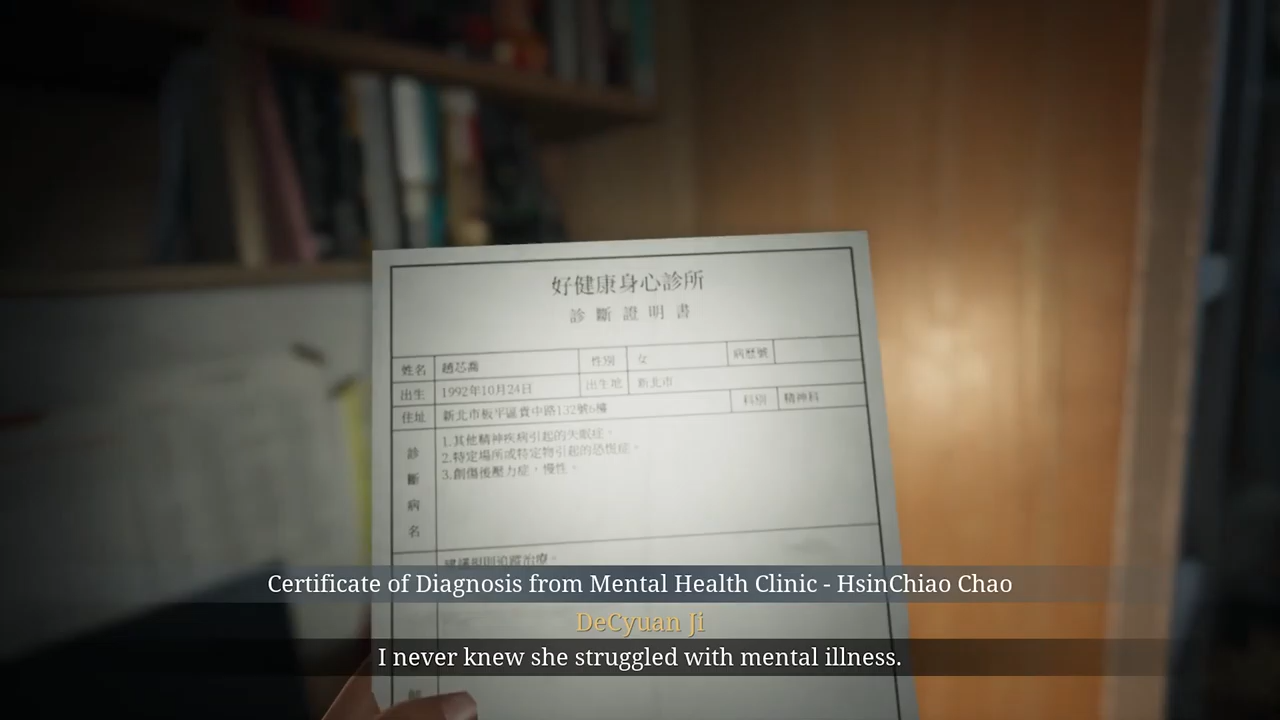 好健康身心診所
診斷證明書
姓名 趙芯喬 性別 女 病歷號
出生 1992年10月24日 出生地 新北市
住址 新北市板平區貴中路132號6樓 科別 精神科
診斷病名
1.其他精神疾病引起的失眠症。
2.特定場所或特定物引起的恐慌症。
3.創傷後壓力症，慢性。
建議 追蹤治療。
Certificate of Diagnosis from Mental Health Clinic - HsinChiao Chao
DeCyuan Ji
I never knew she struggled with mental illness.